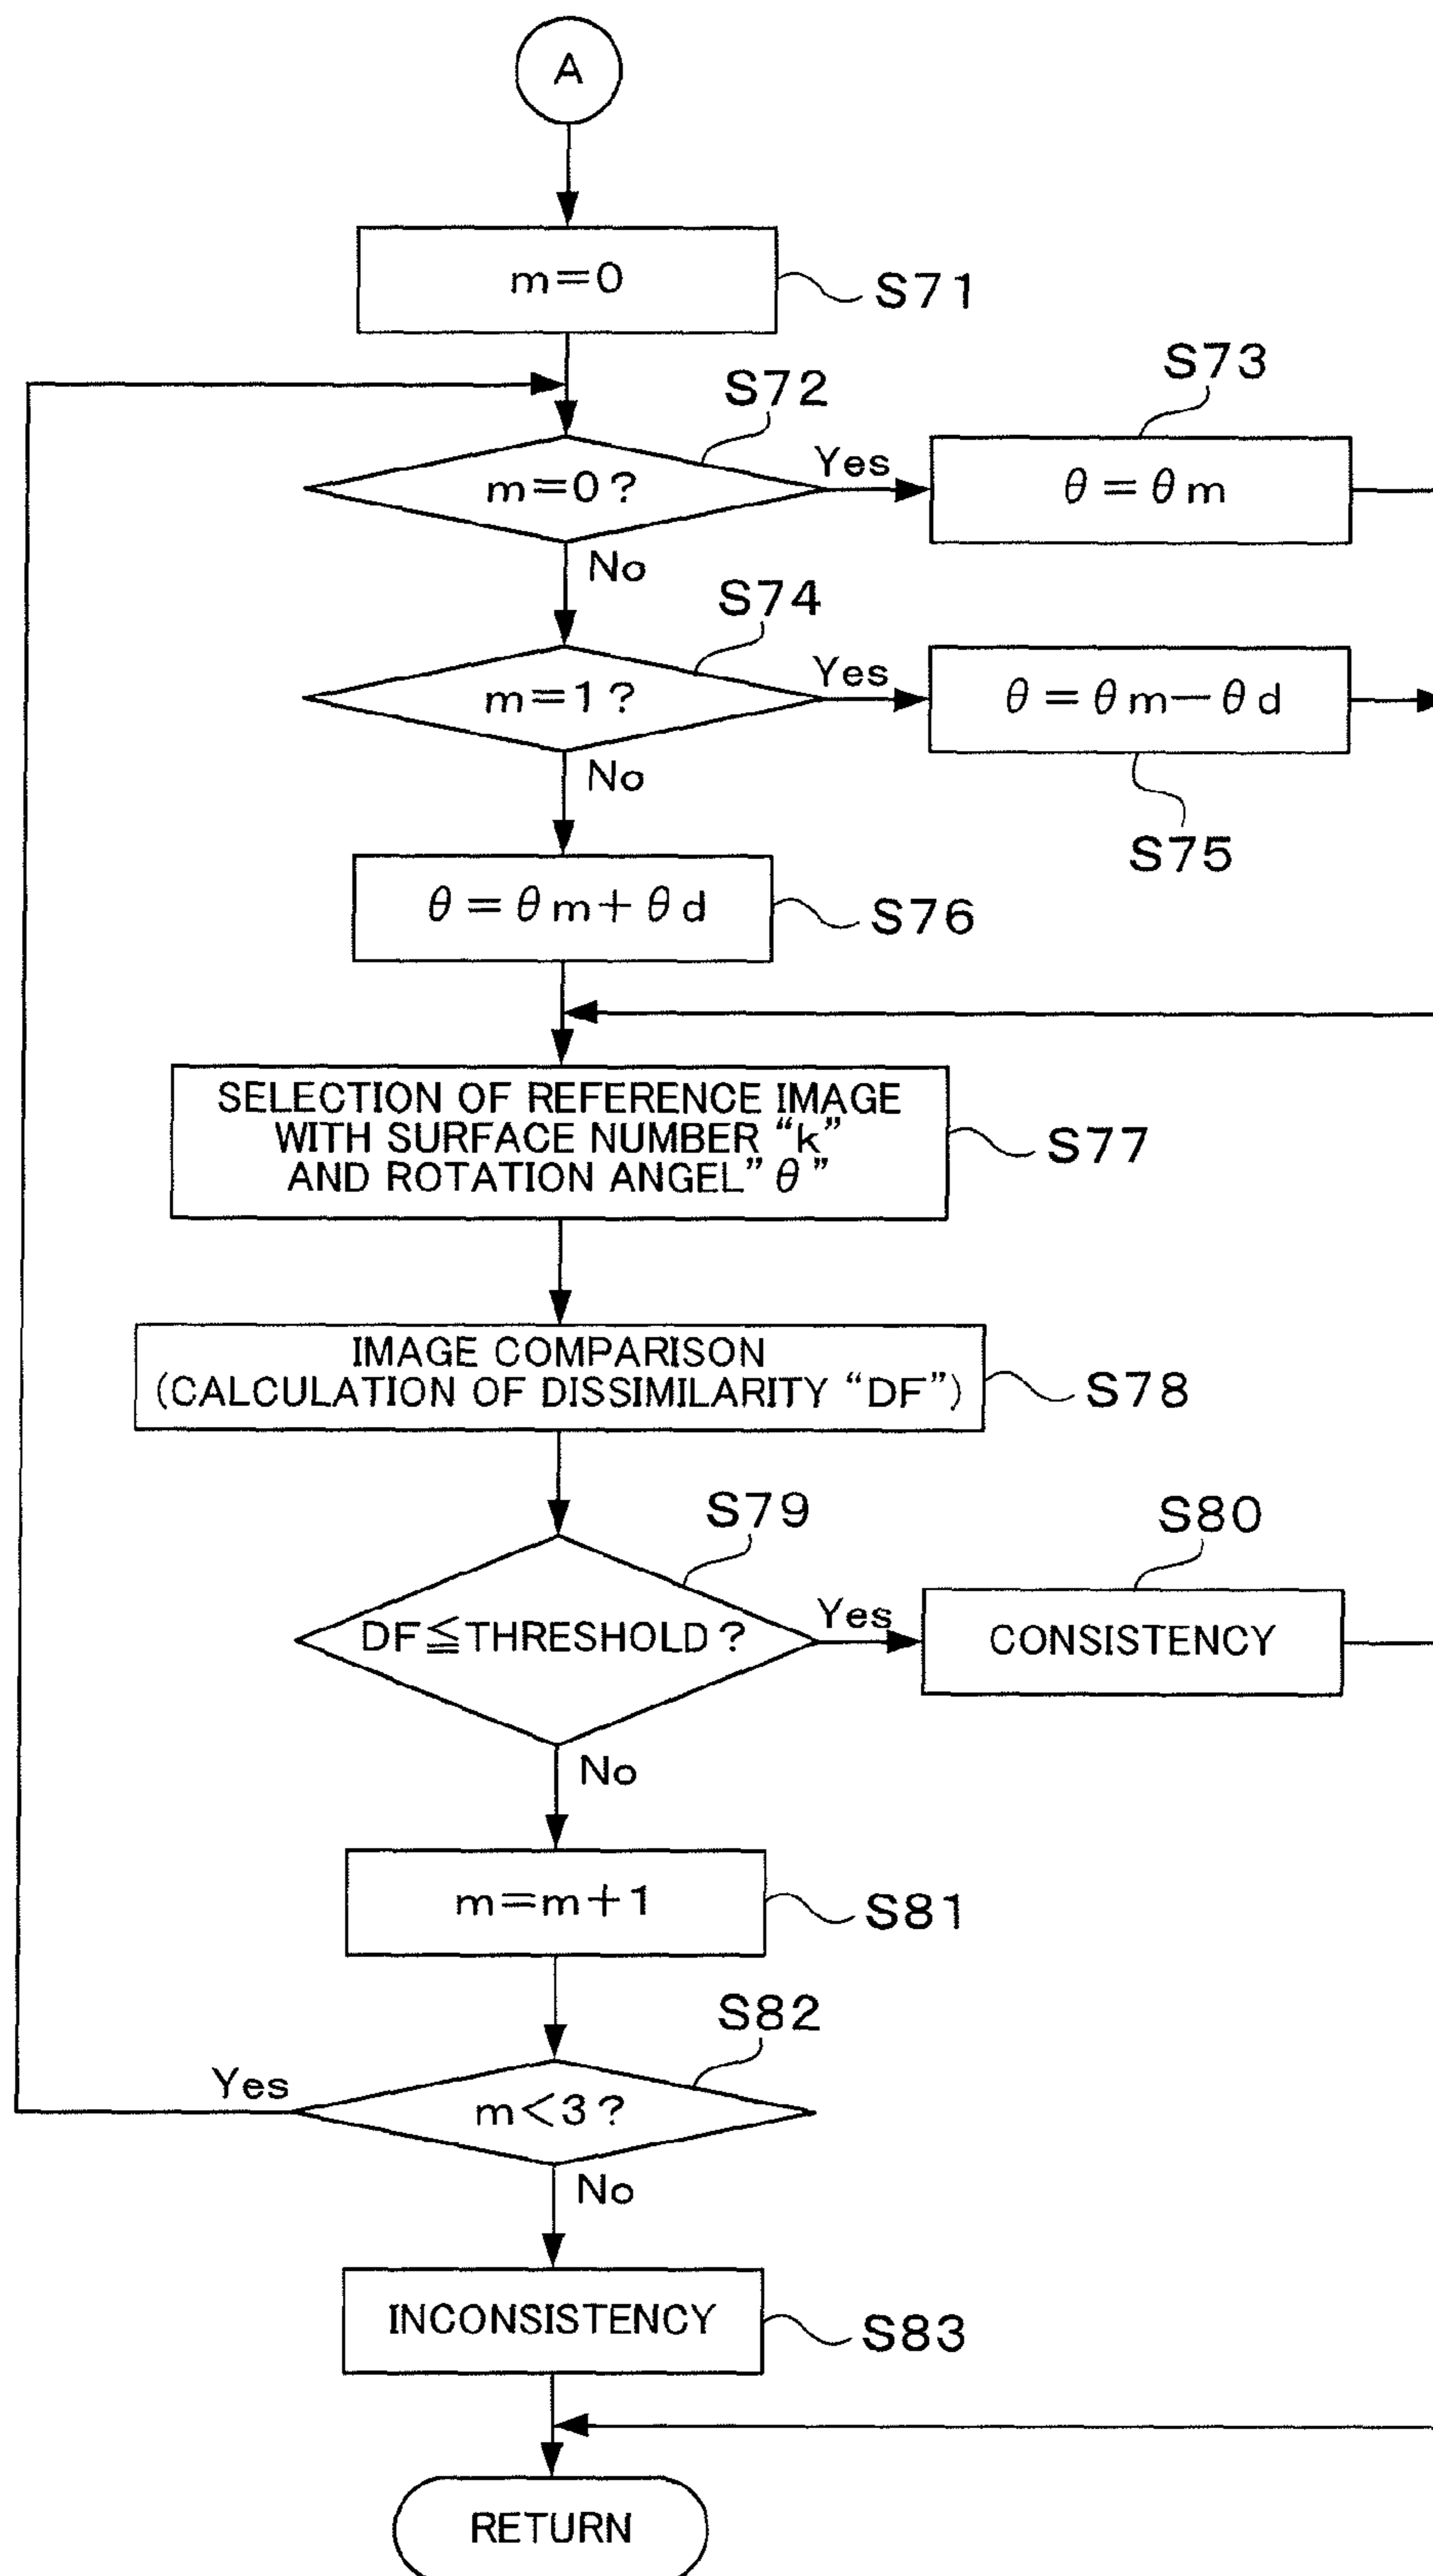 A
m=0
S71
S72
m=0?
Yes
S73
θ=θm
No
S74
m=1?
Yes
θ=θm-θd
S75
No
θ=θm+θd
S76
SELECTION OF REFERENCE IMAGE
WITH SURFACE NUMBER "k"
AND ROTATION ANGEL"θ"
S77
IMAGE COMPARISON
(CALCULATION OF DISSIMILARITY "DF")
S78
S79
DF≦THRESHOLD?
Yes
S80
CONSISTENCY
No
m=m+1
S81
S82
Yes
m<3?
No
INCONSISTENCY
S83
RETURN